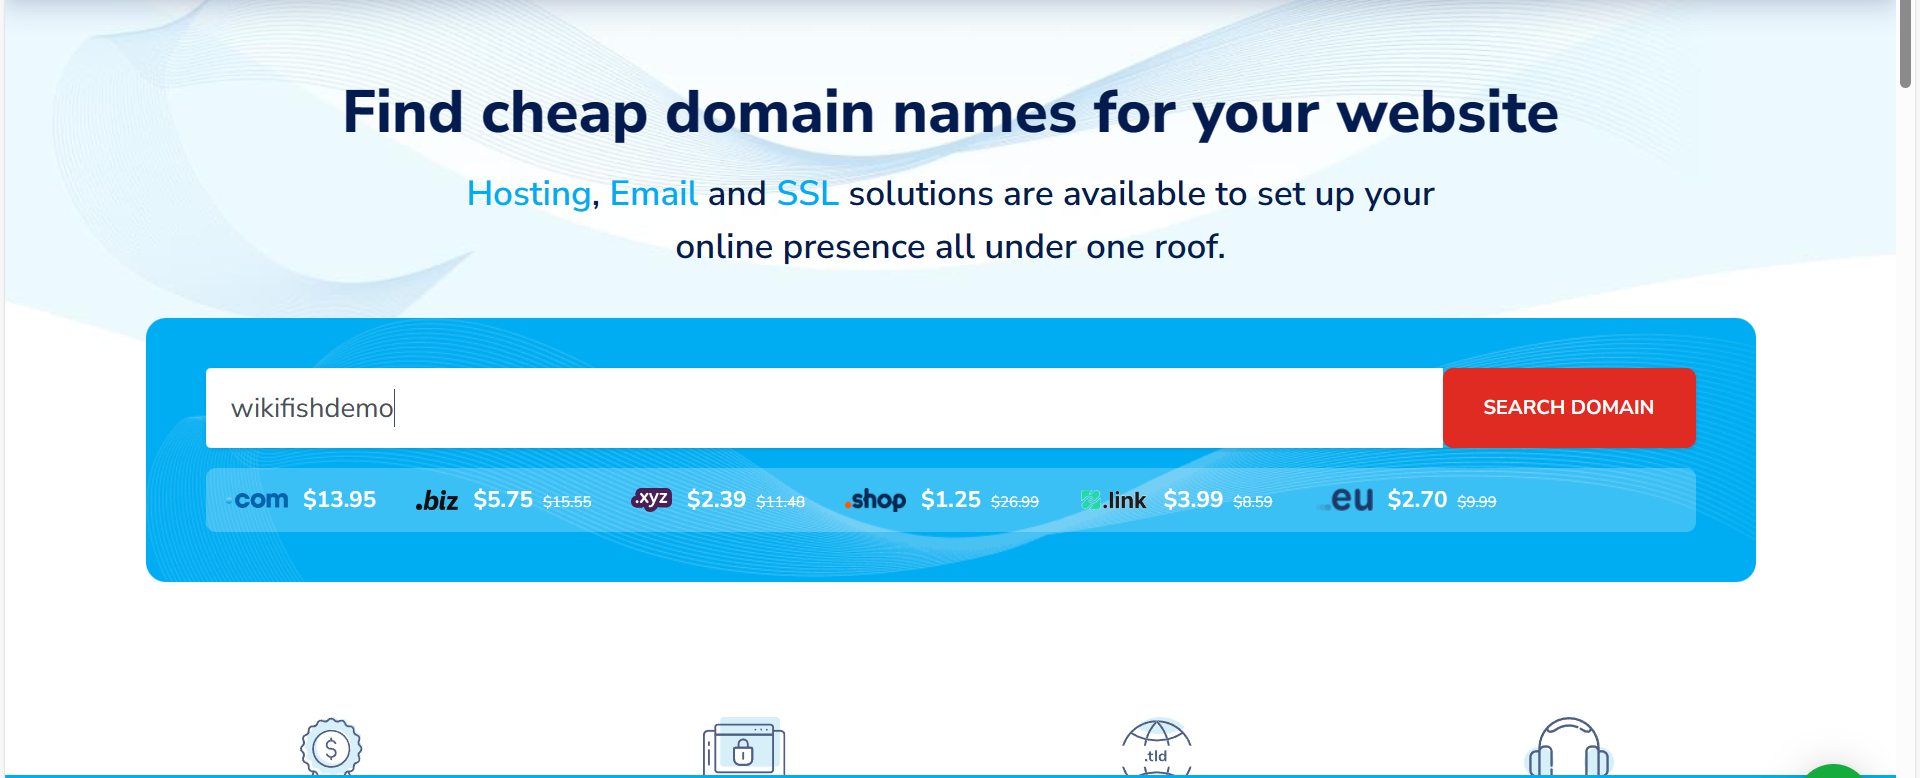 Find cheap domain names for your website
Hosting, Email and SSL solutions are available to set up your
online presence all under one roof.
wikifishdemo
SEARCH DOMAIN
.com $13.95 .biz $5.75 $15.55 .xyz $2.39 $11.48 .shop $1.25 $26.99 .link $3.99 $8.59 .eu $2.70 $9.99
$
.tld